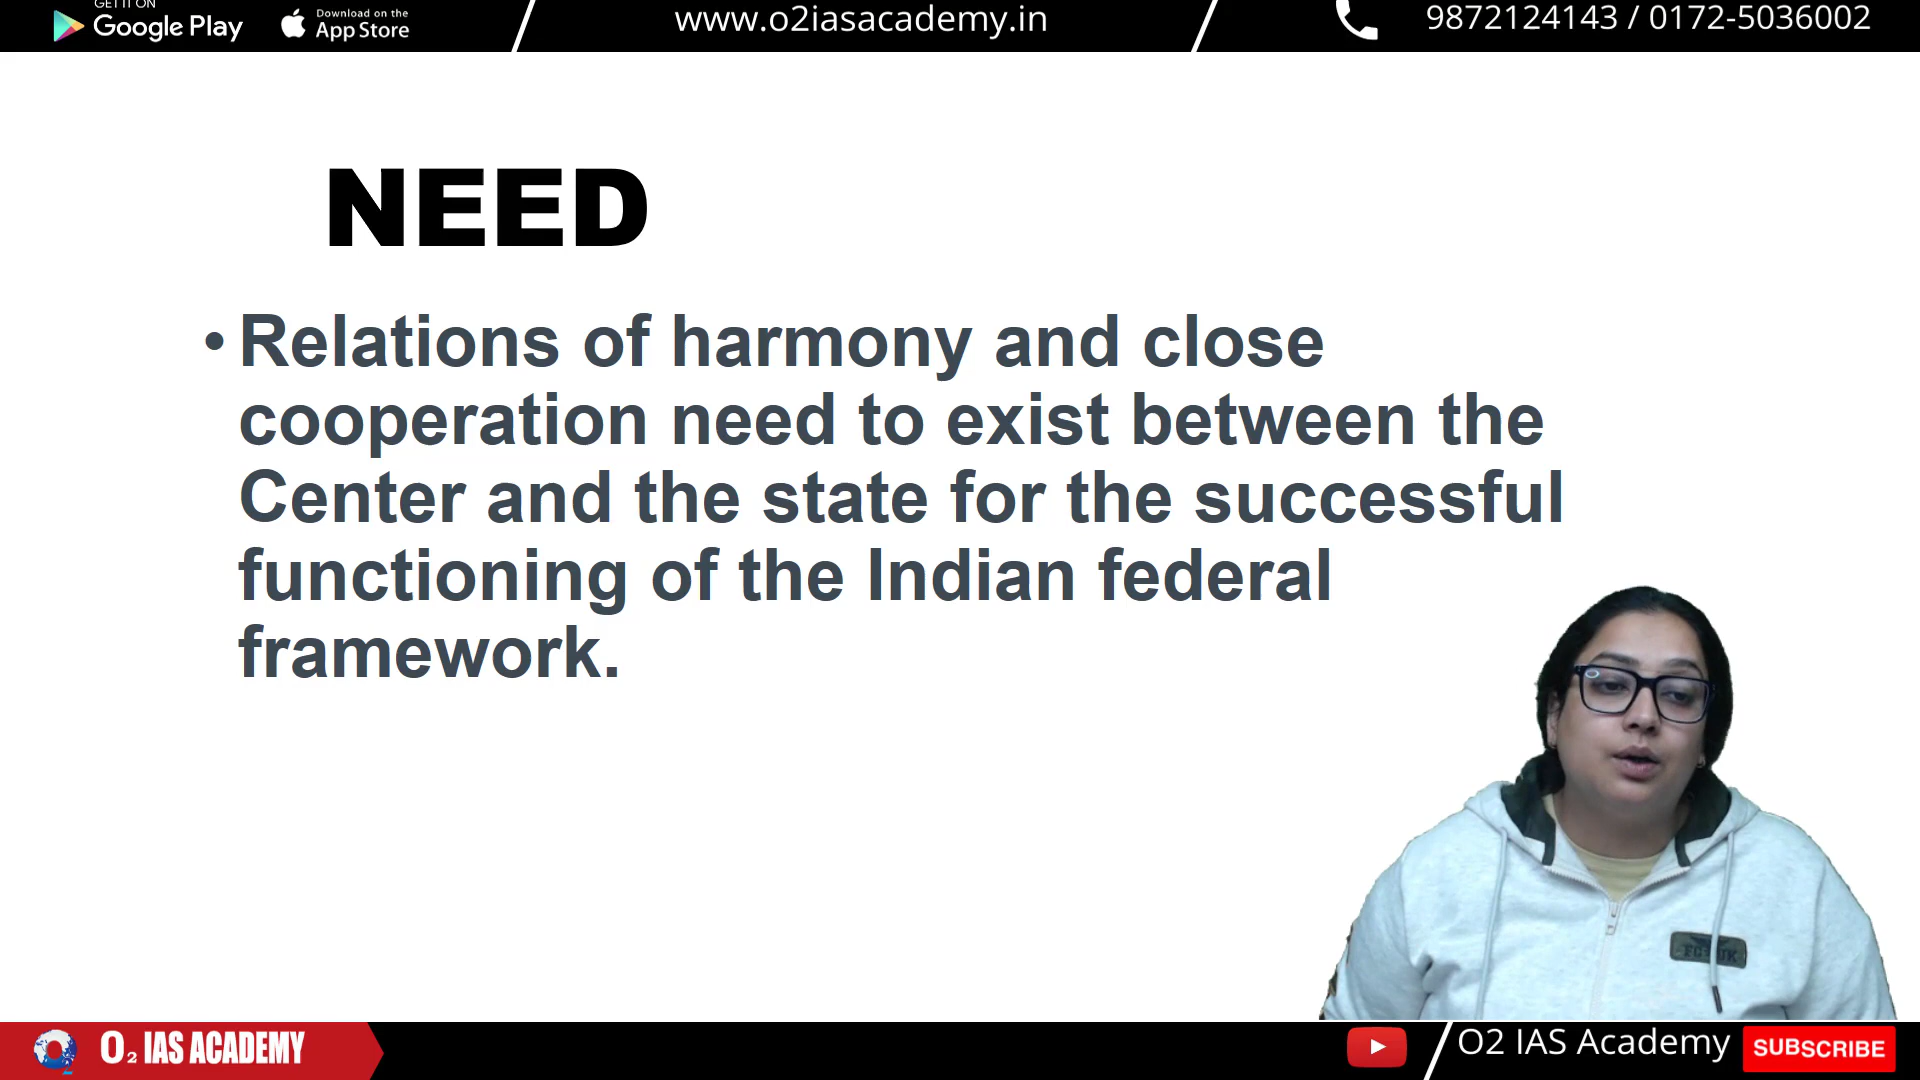 GET IT ON
Google Play
Download on the
App Store
www.o2iasacademy.in
9872124143 / 0172-5036002
NEED
• Relations of harmony and close
cooperation need to exist between the
Center and the state for the successful
functioning of the Indian federal
framework.
O2 IAS ACADEMY
O2 IAS Academy
SUBSCRIBE